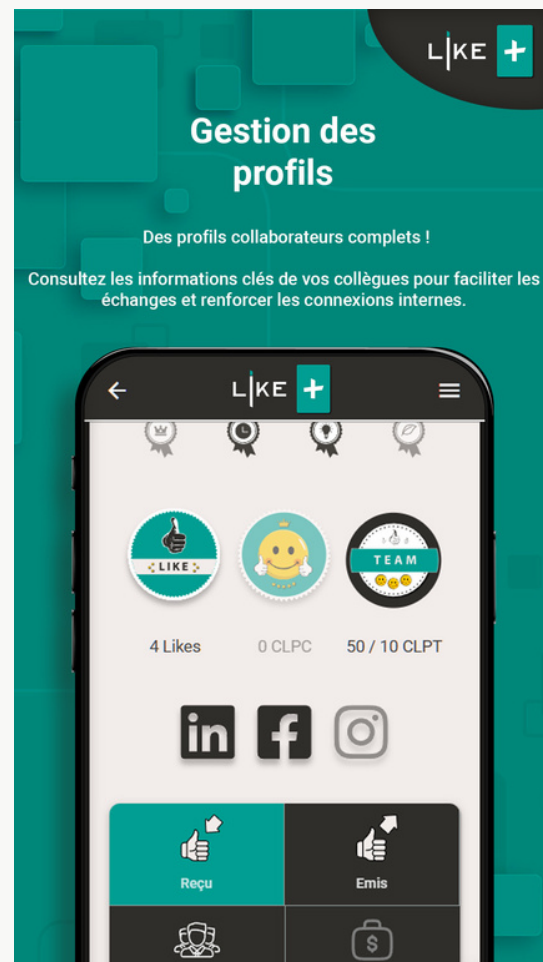 LIKE +
Gestion des
profils
Des profils collaborateurs complets !
Consultez les informations clés de vos collègues pour faciliter les
échanges et renforcer les connexions internes.
LIKE +
LIKE
TEAM
4 Likes
0 CLPC
50 / 10 CLPT
in
f
Reçu
Emis
$